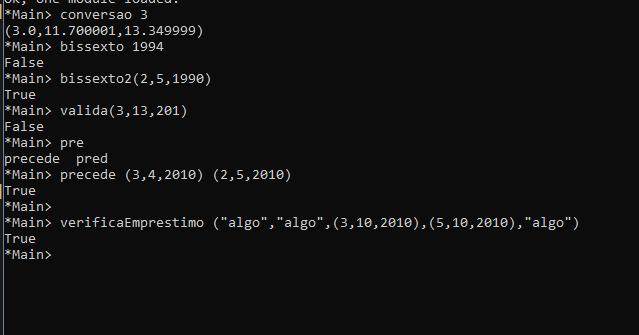 Ok, one module loaded.
*Main> conversao 3
(3.0,11.700001,13.349999)
*Main> bissexto 1994
False
*Main> bissexto2(2,5,1990)
True
*Main> valida(3,13,201)
False
*Main> pre
precede  pred
*Main> precede (3,4,2010) (2,5,2010)
True
*Main>
*Main> verificaEmprestimo ("algo","algo",(3,10,2010),(5,10,2010),"algo")
True
*Main>